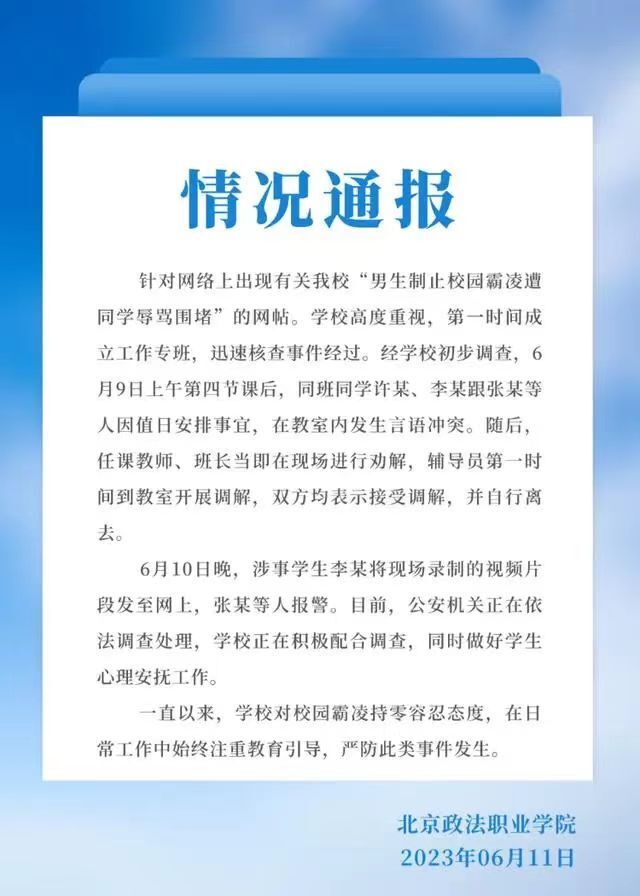 情况通报
针对网络上出现有关我校“男生制止校园霸凌遭
同学辱骂围堵”的网帖。学校高度重视，第一时间成
立工作专班，迅速核查事件经过。经学校初步调查，6
月9日上午第四节课后，同班同学许某、李某跟张某等
人因值日安排事宜，在教室内发生言语冲突。随后，
任课教师、班长当即在现场进行劝解，辅导员第一时
间到教室开展调解，双方均表示接受调解，并自行离
去。
6月10日晚，涉事学生李某将现场录制的视频片
段发至网上，张某等人报警。目前，公安机关正在依
法调查处理，学校正在积极配合调查，同时做好学生
心理安抚工作。
一直以来，学校对校园霸凌持零容忍态度，在日
常工作中始终注重教育引导，严防此类事件发生。
北京政法职业学院
2023年06月11日